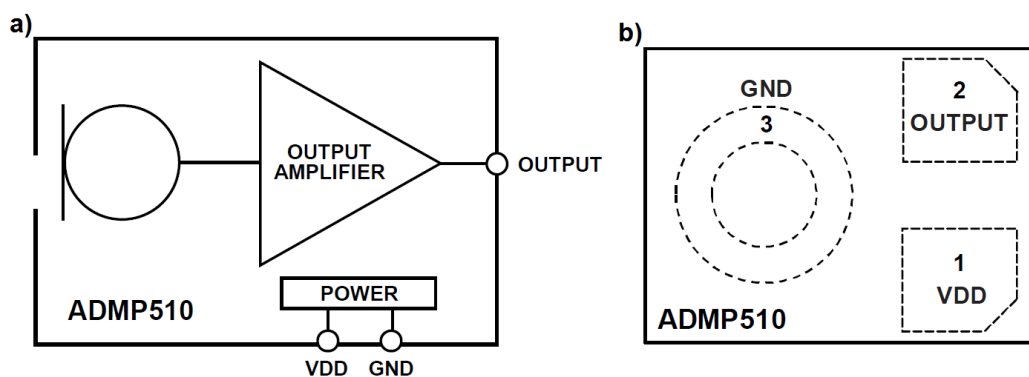 a)
OUTPUT
AMPLIFIER
OUTPUT
POWER
ADMP510
VDD
GND
b)
GND
3
2
OUTPUT
1
VDD
ADMP510